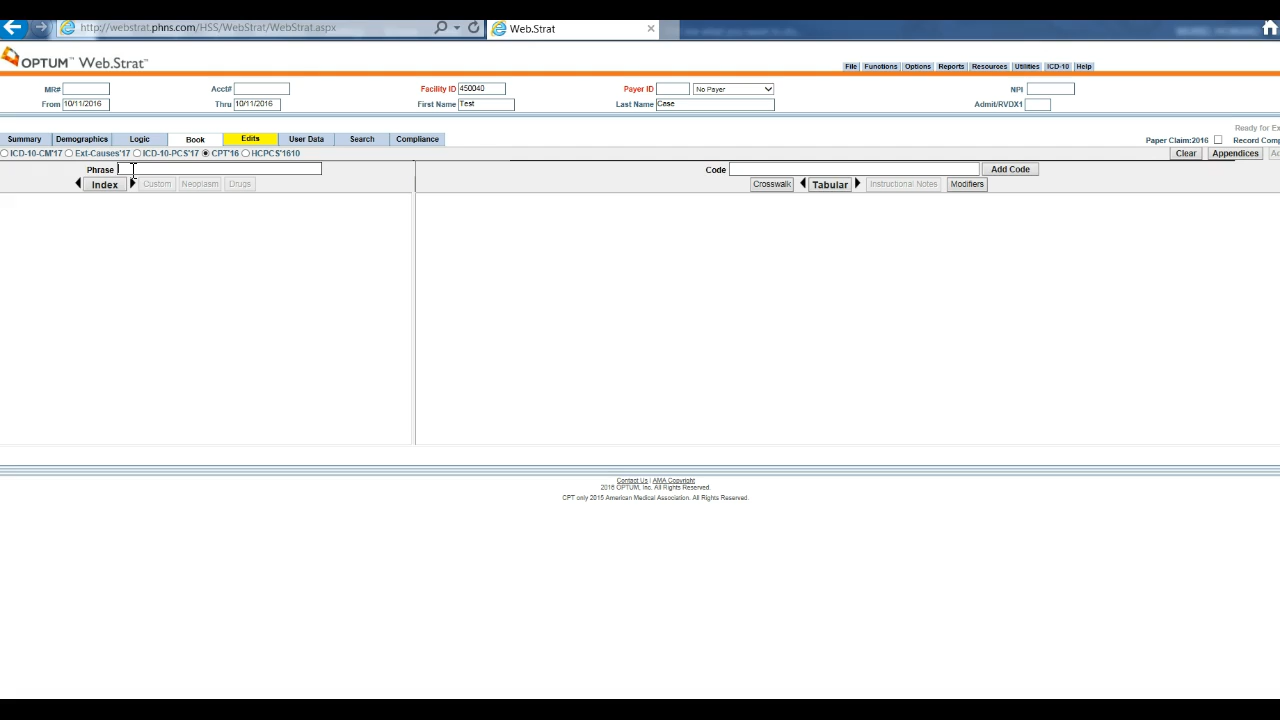 http://webstrat.phns.com/HSS/WebStrat/WebStrat.aspx Web.Strat
OPTUM™ Web.Strat™
File Functions Options Reports Resources Utilities ICD-10 Help
MR# Acct# Facility ID 450040 Payer ID No Payer NPI
From 10/11/2016 Thru 10/11/2016 First Name Test Last Name Case Admit/RVDX1
Ready for Ex
Summary Demographics Logic Book Edits User Data Search Compliance Paper Claim:2016 Record Comp
ICD-10-CM'17 Ext-Causes'17 ICD-10-PCS'17 CPT'16 HCPCS'1610 Clear Appendices
Phrase Code Add Code
Index Custom Neoplasm Drugs Crosswalk Tabular Instructional Notes Modifiers
Contact Us | AMA Copyright
2016 OPTUM, Inc. All Rights Reserved.
CPT only 2015 American Medical Association. All Rights Reserved.